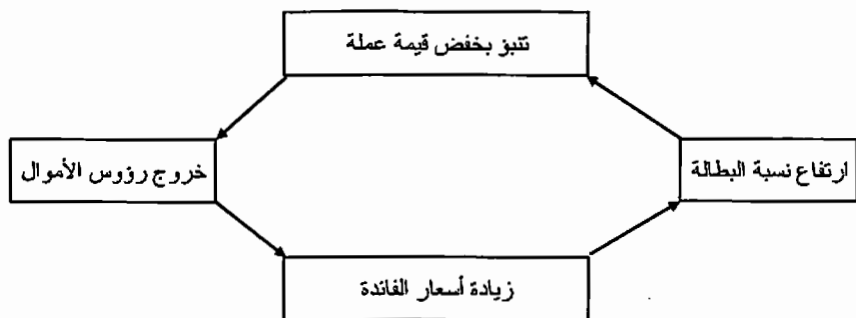 تنبؤ بخفض قيمة عملة
خروج رؤوس الأموال
ارتفاع نسبة البطالة
زيادة أسعار الفائدة